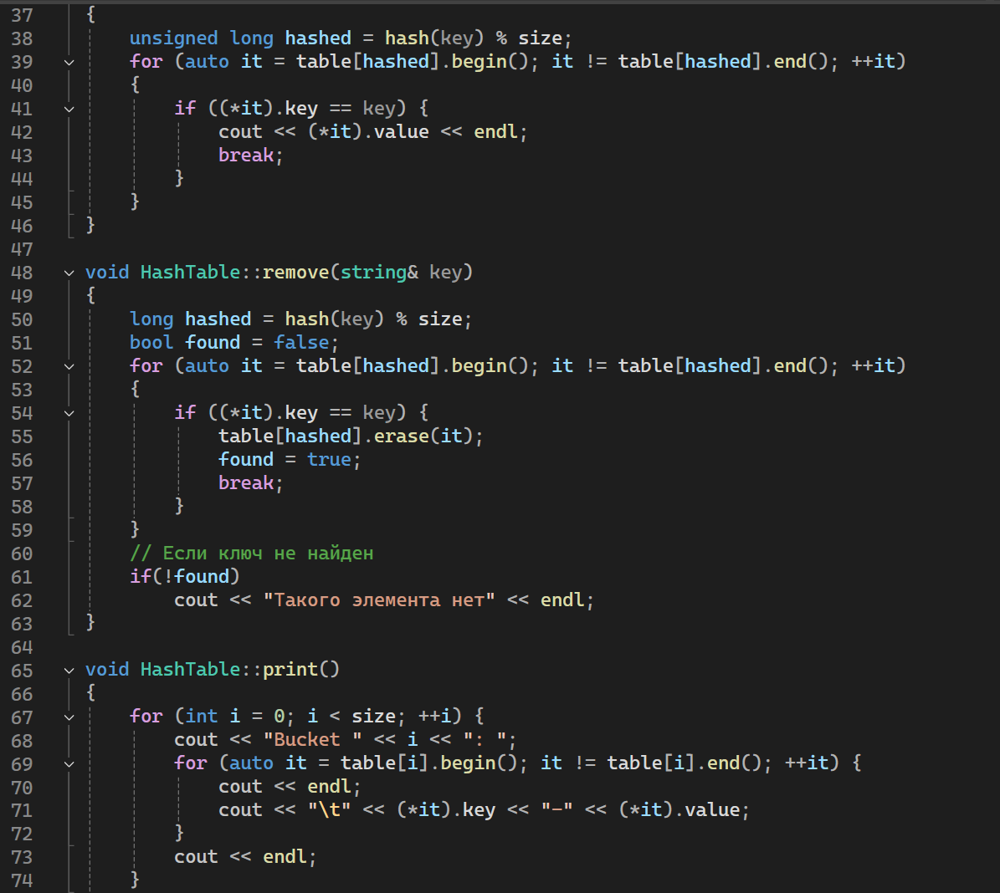 37 {
38 unsigned long hashed = hash(key) % size;
39 for (auto it = table[hashed].begin(); it != table[hashed].end(); ++it)
40 {
41 if ((*it).key == key) {
42 cout << (*it).value << endl;
43 break;
44 }
45 }
46 }
47
48 void HashTable::remove(string& key)
49 {
50 long hashed = hash(key) % size;
51 bool found = false;
52 for (auto it = table[hashed].begin(); it != table[hashed].end(); ++it)
53 {
54 if ((*it).key == key) {
55 table[hashed].erase(it);
56 found = true;
57 break;
58 }
59 }
60 // Если ключ не найден
61 if(!found)
62 cout << "Такого элемента нет" << endl;
63 }
64
65 void HashTable::print()
66 {
67 for (int i = 0; i < size; ++i) {
68 cout << "Bucket " << i << ": ";
69 for (auto it = table[i].begin(); it != table[i].end(); ++it) {
70 cout << endl;
71 cout << "\t" << (*it).key << "-" << (*it).value;
72 }
73 cout << endl;
74 }